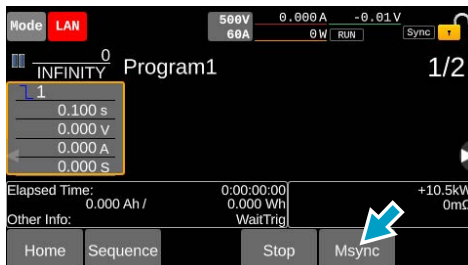 Mode LAN 500V 0.000 A -0.01 V
60A 0 W RUN Sync
0
INFINITY Program1 1/2
1
0.100 s
0.000 V
0.000 A
0.000 S
Elapsed Time: 0:00:00:00 +10.5kW
0.000 Ah / 0.000 Wh 0mΩ
Other Info: WaitTrig
Home Sequence Stop Msync